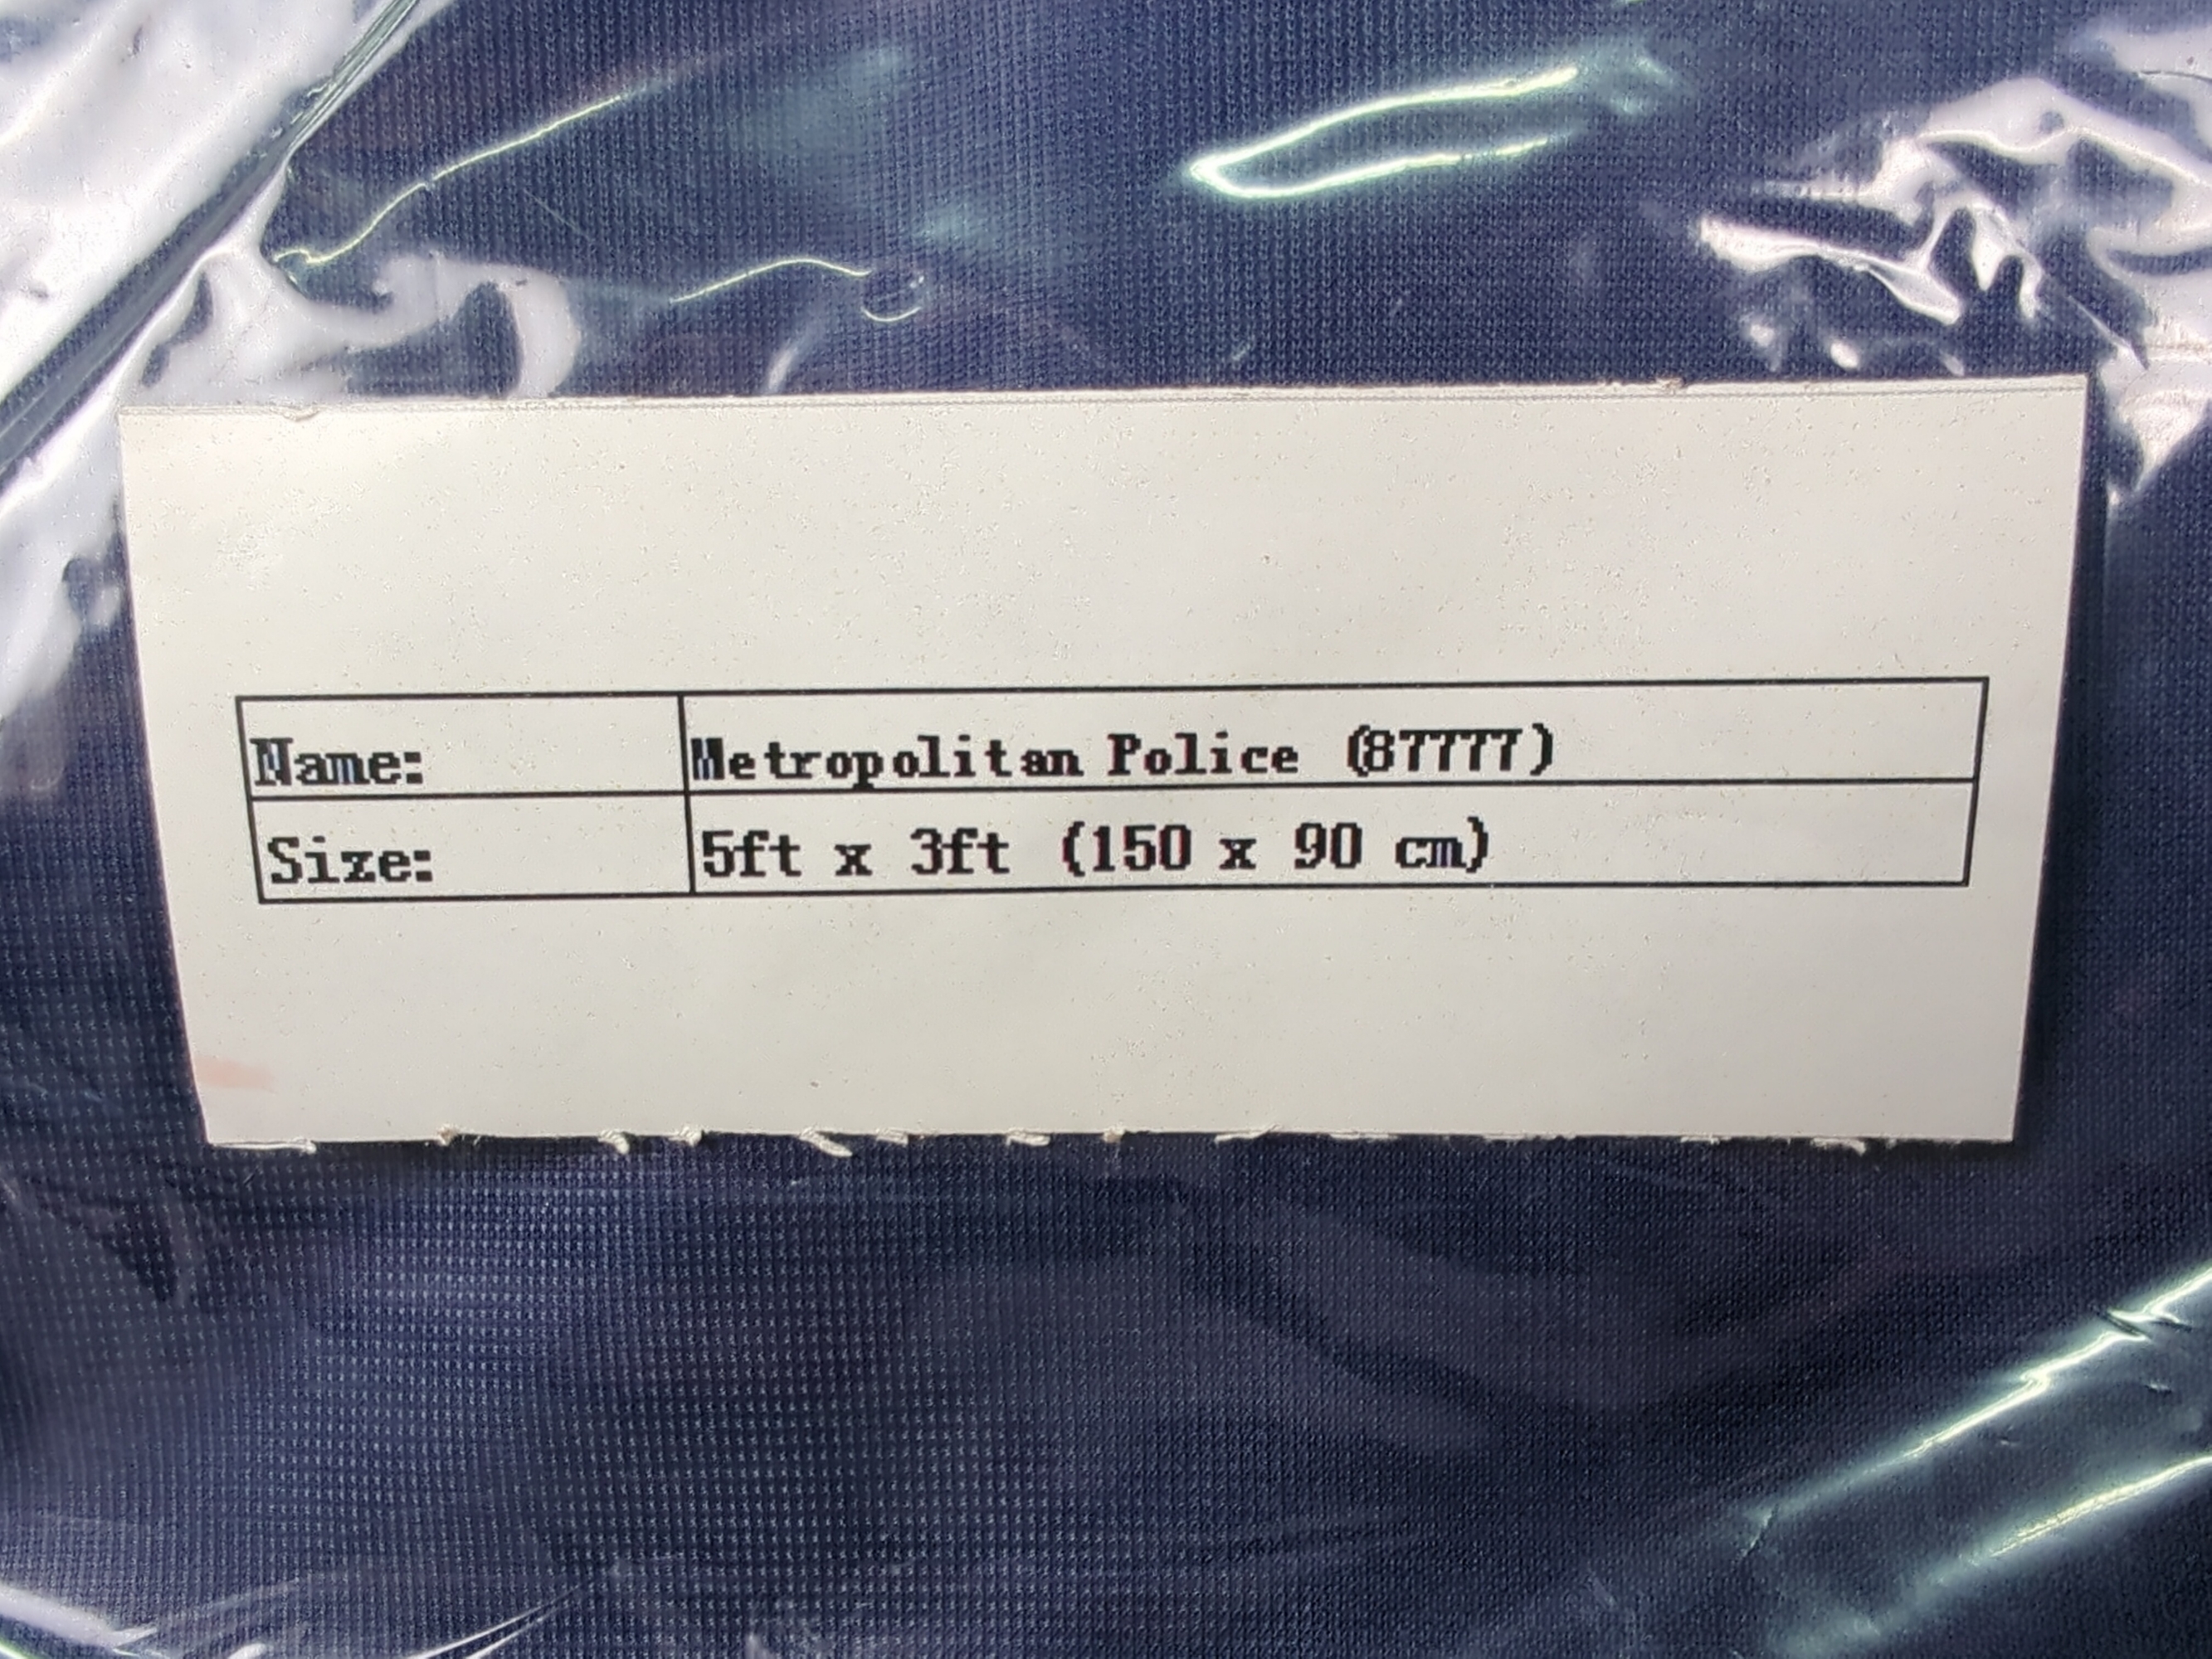 Name: Metropolitan Police (87777)
Size: 5ft x 3ft (150 x 90 cm)